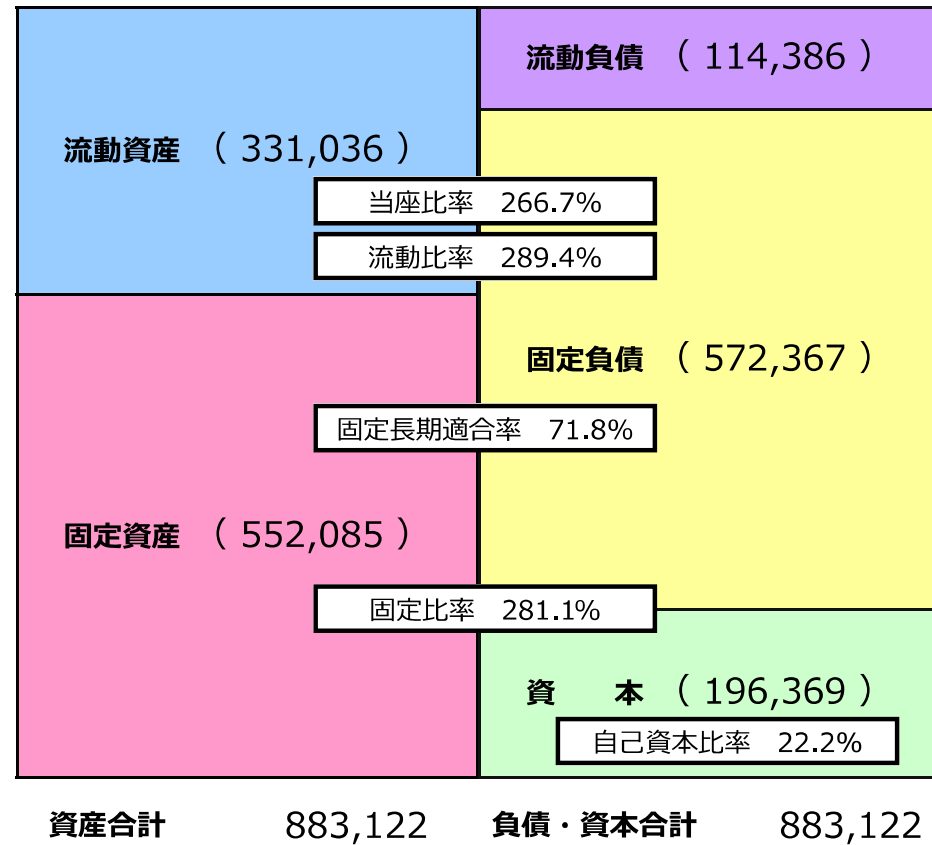 流動負債 （ 114,386 ）
流動資産 （ 331,036 ）
当座比率 266.7%
流動比率 289.4%
固定負債 （ 572,367 ）
固定長期適合率 71.8%
固定資産 （ 552,085 ）
固定比率 281.1%
資　本 （ 196,369 ）
自己資本比率 22.2%
資産合計 883,122 負債・資本合計 883,122